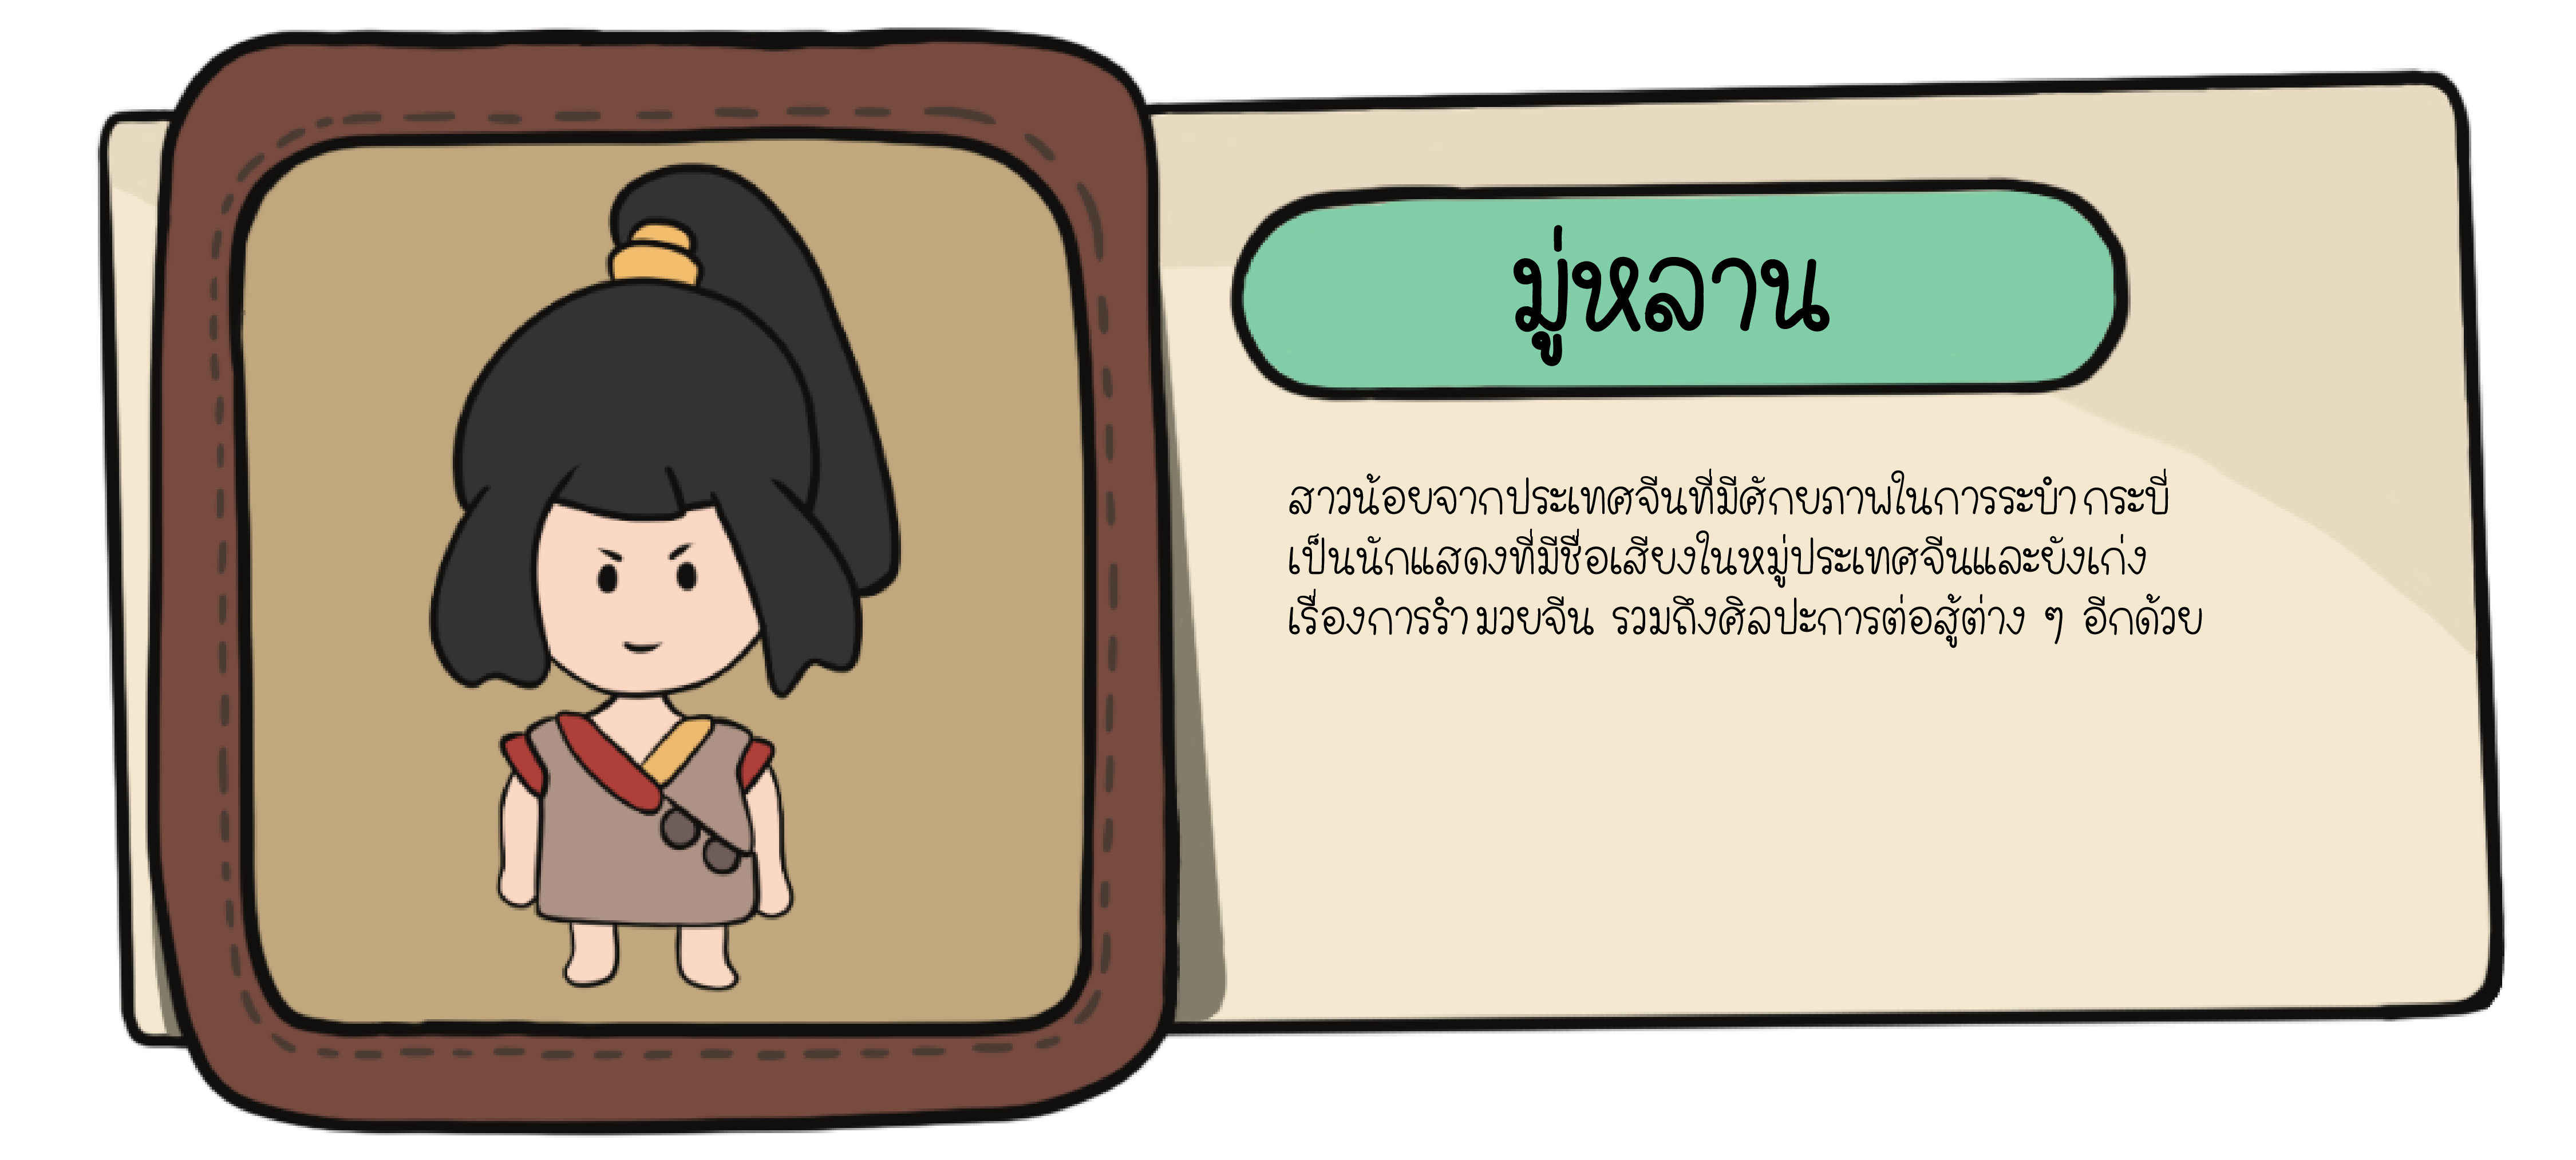 มู่หลาน
สาวน้อยจากประเทศจีนที่มีศักยภาพในการระบำกระบี่
เป็นนักแสดงที่มีชื่อเสียงในหมู่ประเทศจีนและยังเก่ง
เรื่องการรำมวยจีน รวมถึงศิลปะการต่อสู้ต่าง ๆ อีกด้วย